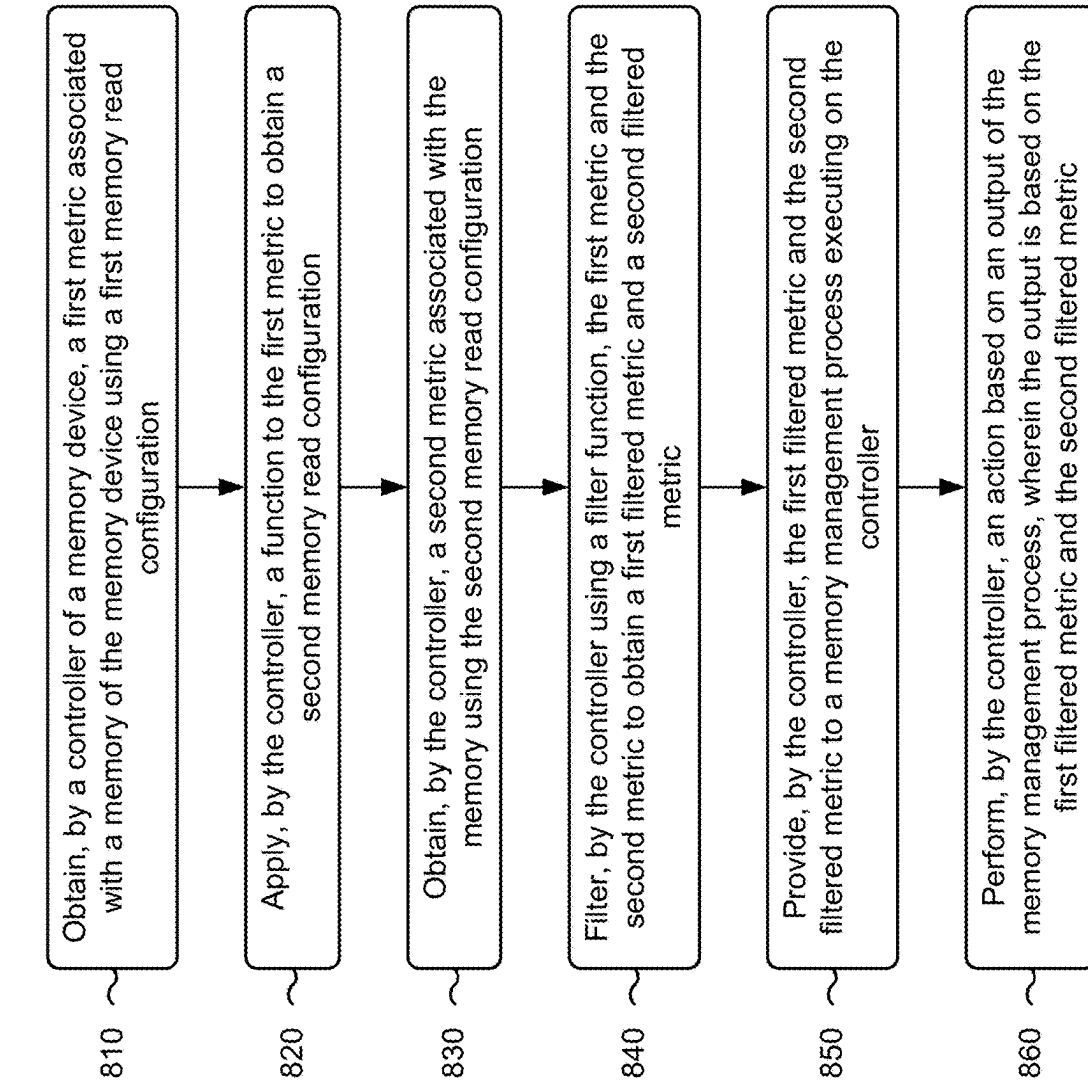 810
Obtain, by a controller of a memory device, a first metric associated
with a memory of the memory device using a first memory read
configuration
820
Apply, by the controller, a function to the first metric to obtain a
second memory read configuration
830
Obtain, by the controller, a second metric associated with the
memory using the second memory read configuration
840
Filter, by the controller using a filter function, the first metric and the
second metric to obtain a first filtered metric and a second filtered
metric
850
Provide, by the controller, the first filtered metric and the second
filtered metric to a memory management process executing on the
controller
860
Perform, by the controller, an action based on an output of the
memory management process, wherein the output is based on the
first filtered metric and the second filtered metric